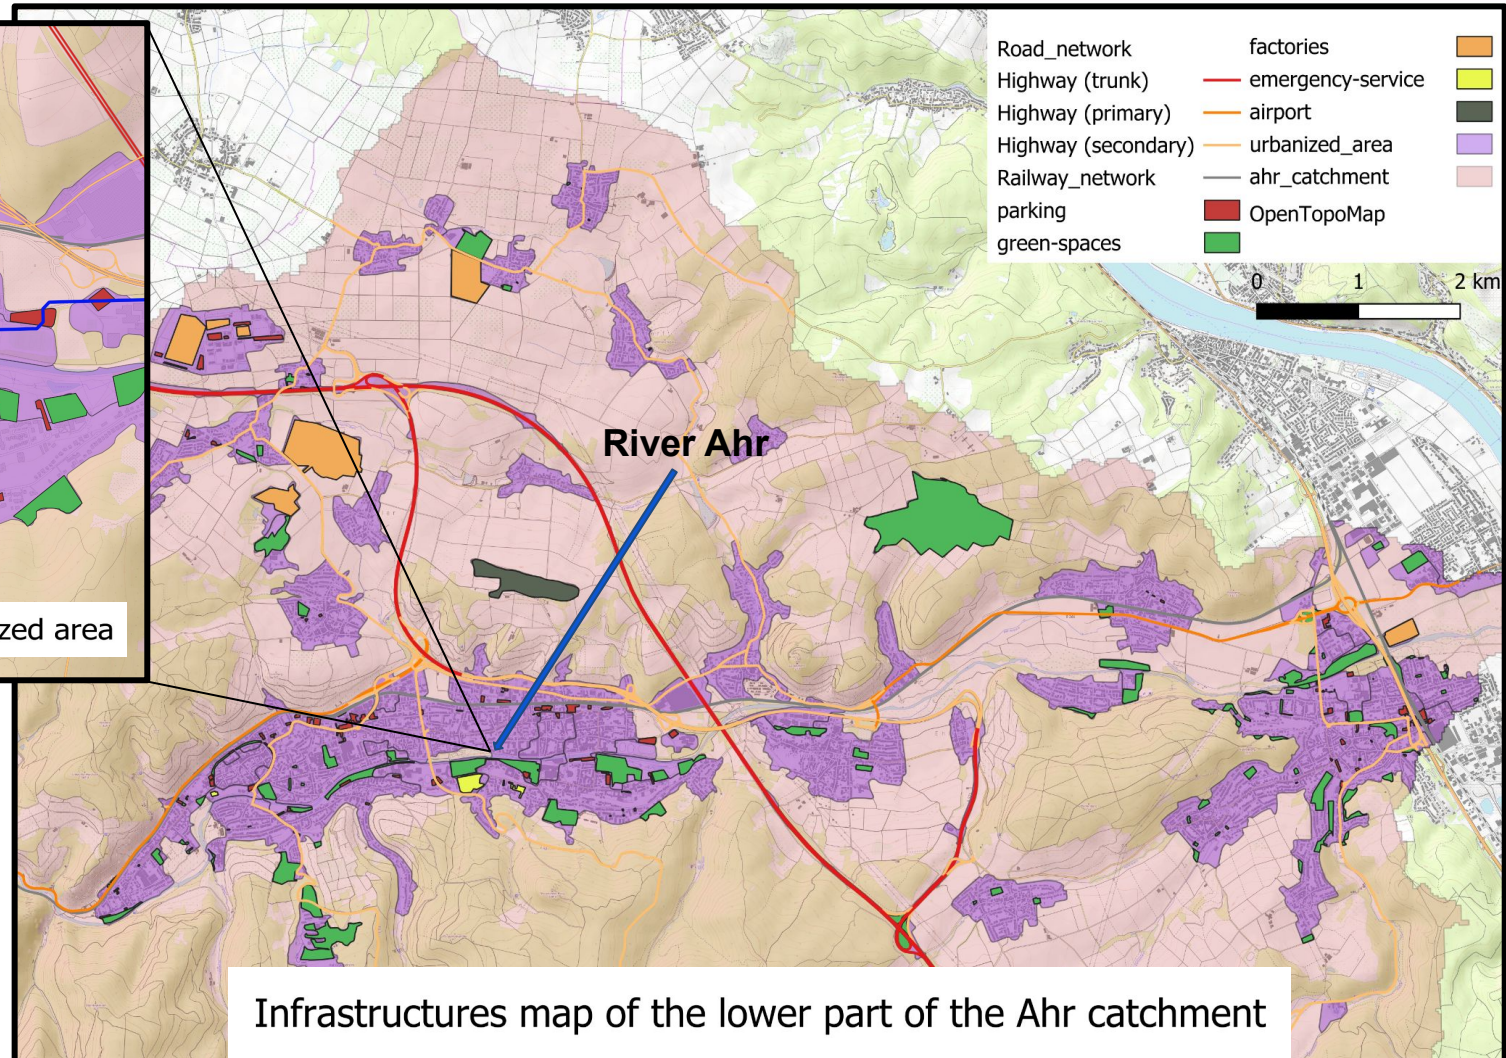 Road_network
Highway (trunk)
Highway (primary)
Highway (secondary)
Railway_network
parking
green-spaces
factories
emergency-service
airport
urbanized_area
ahr_catchment
OpenTopoMap
0 1 2 km
River Ahr
zed area
Infrastructures map of the lower part of the Ahr catchment